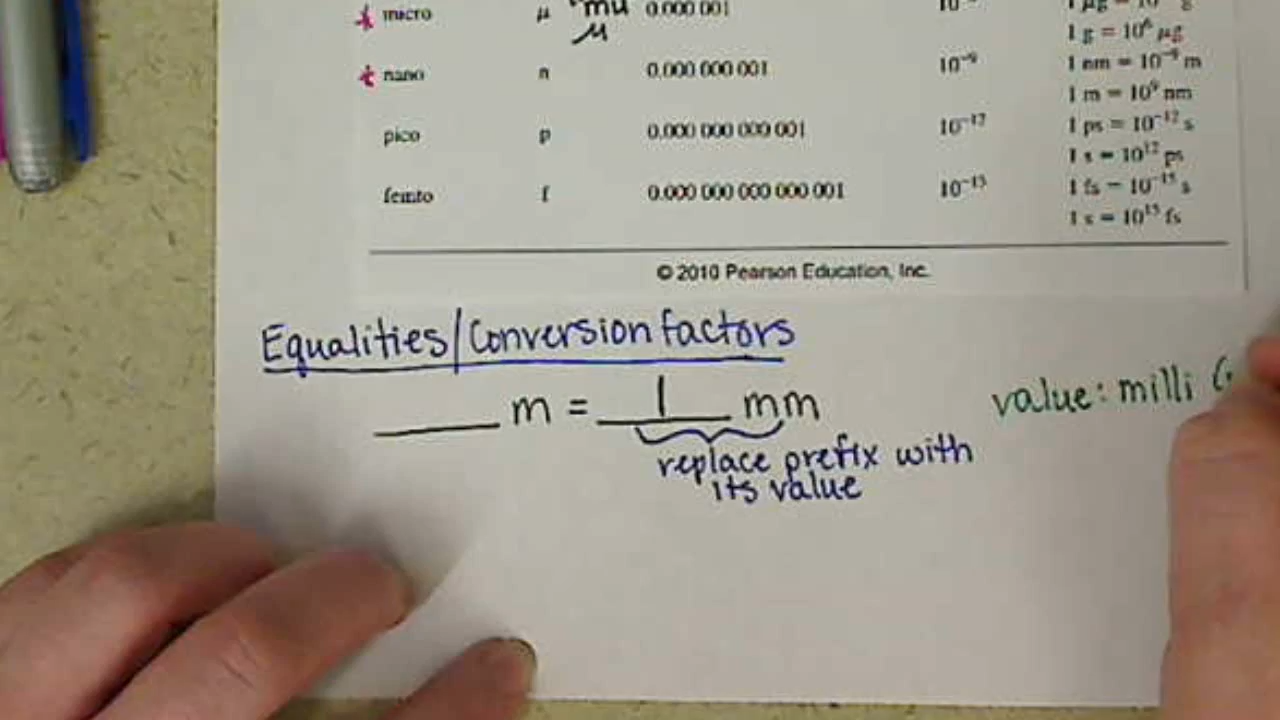 micro μ "mu 0.000 001
μ
1 g = 10⁶ μg
nano n 0.000 000 001 10⁻⁹ 1 nm = 10⁻⁹ m
1 m = 10⁹ nm
pico p 0.000 000 000 001 10⁻¹² 1 ps = 10⁻¹² s
1 s = 10¹² ps
femto f 0.000 000 000 000 001 10⁻¹⁵ 1 fs = 10⁻¹⁵ s
1 s = 10¹⁵ fs
© 2010 Pearson Education, Inc.
Equalities/Conversion factors
____ m = __1__ mm
value: milli (
replace prefix with
its value